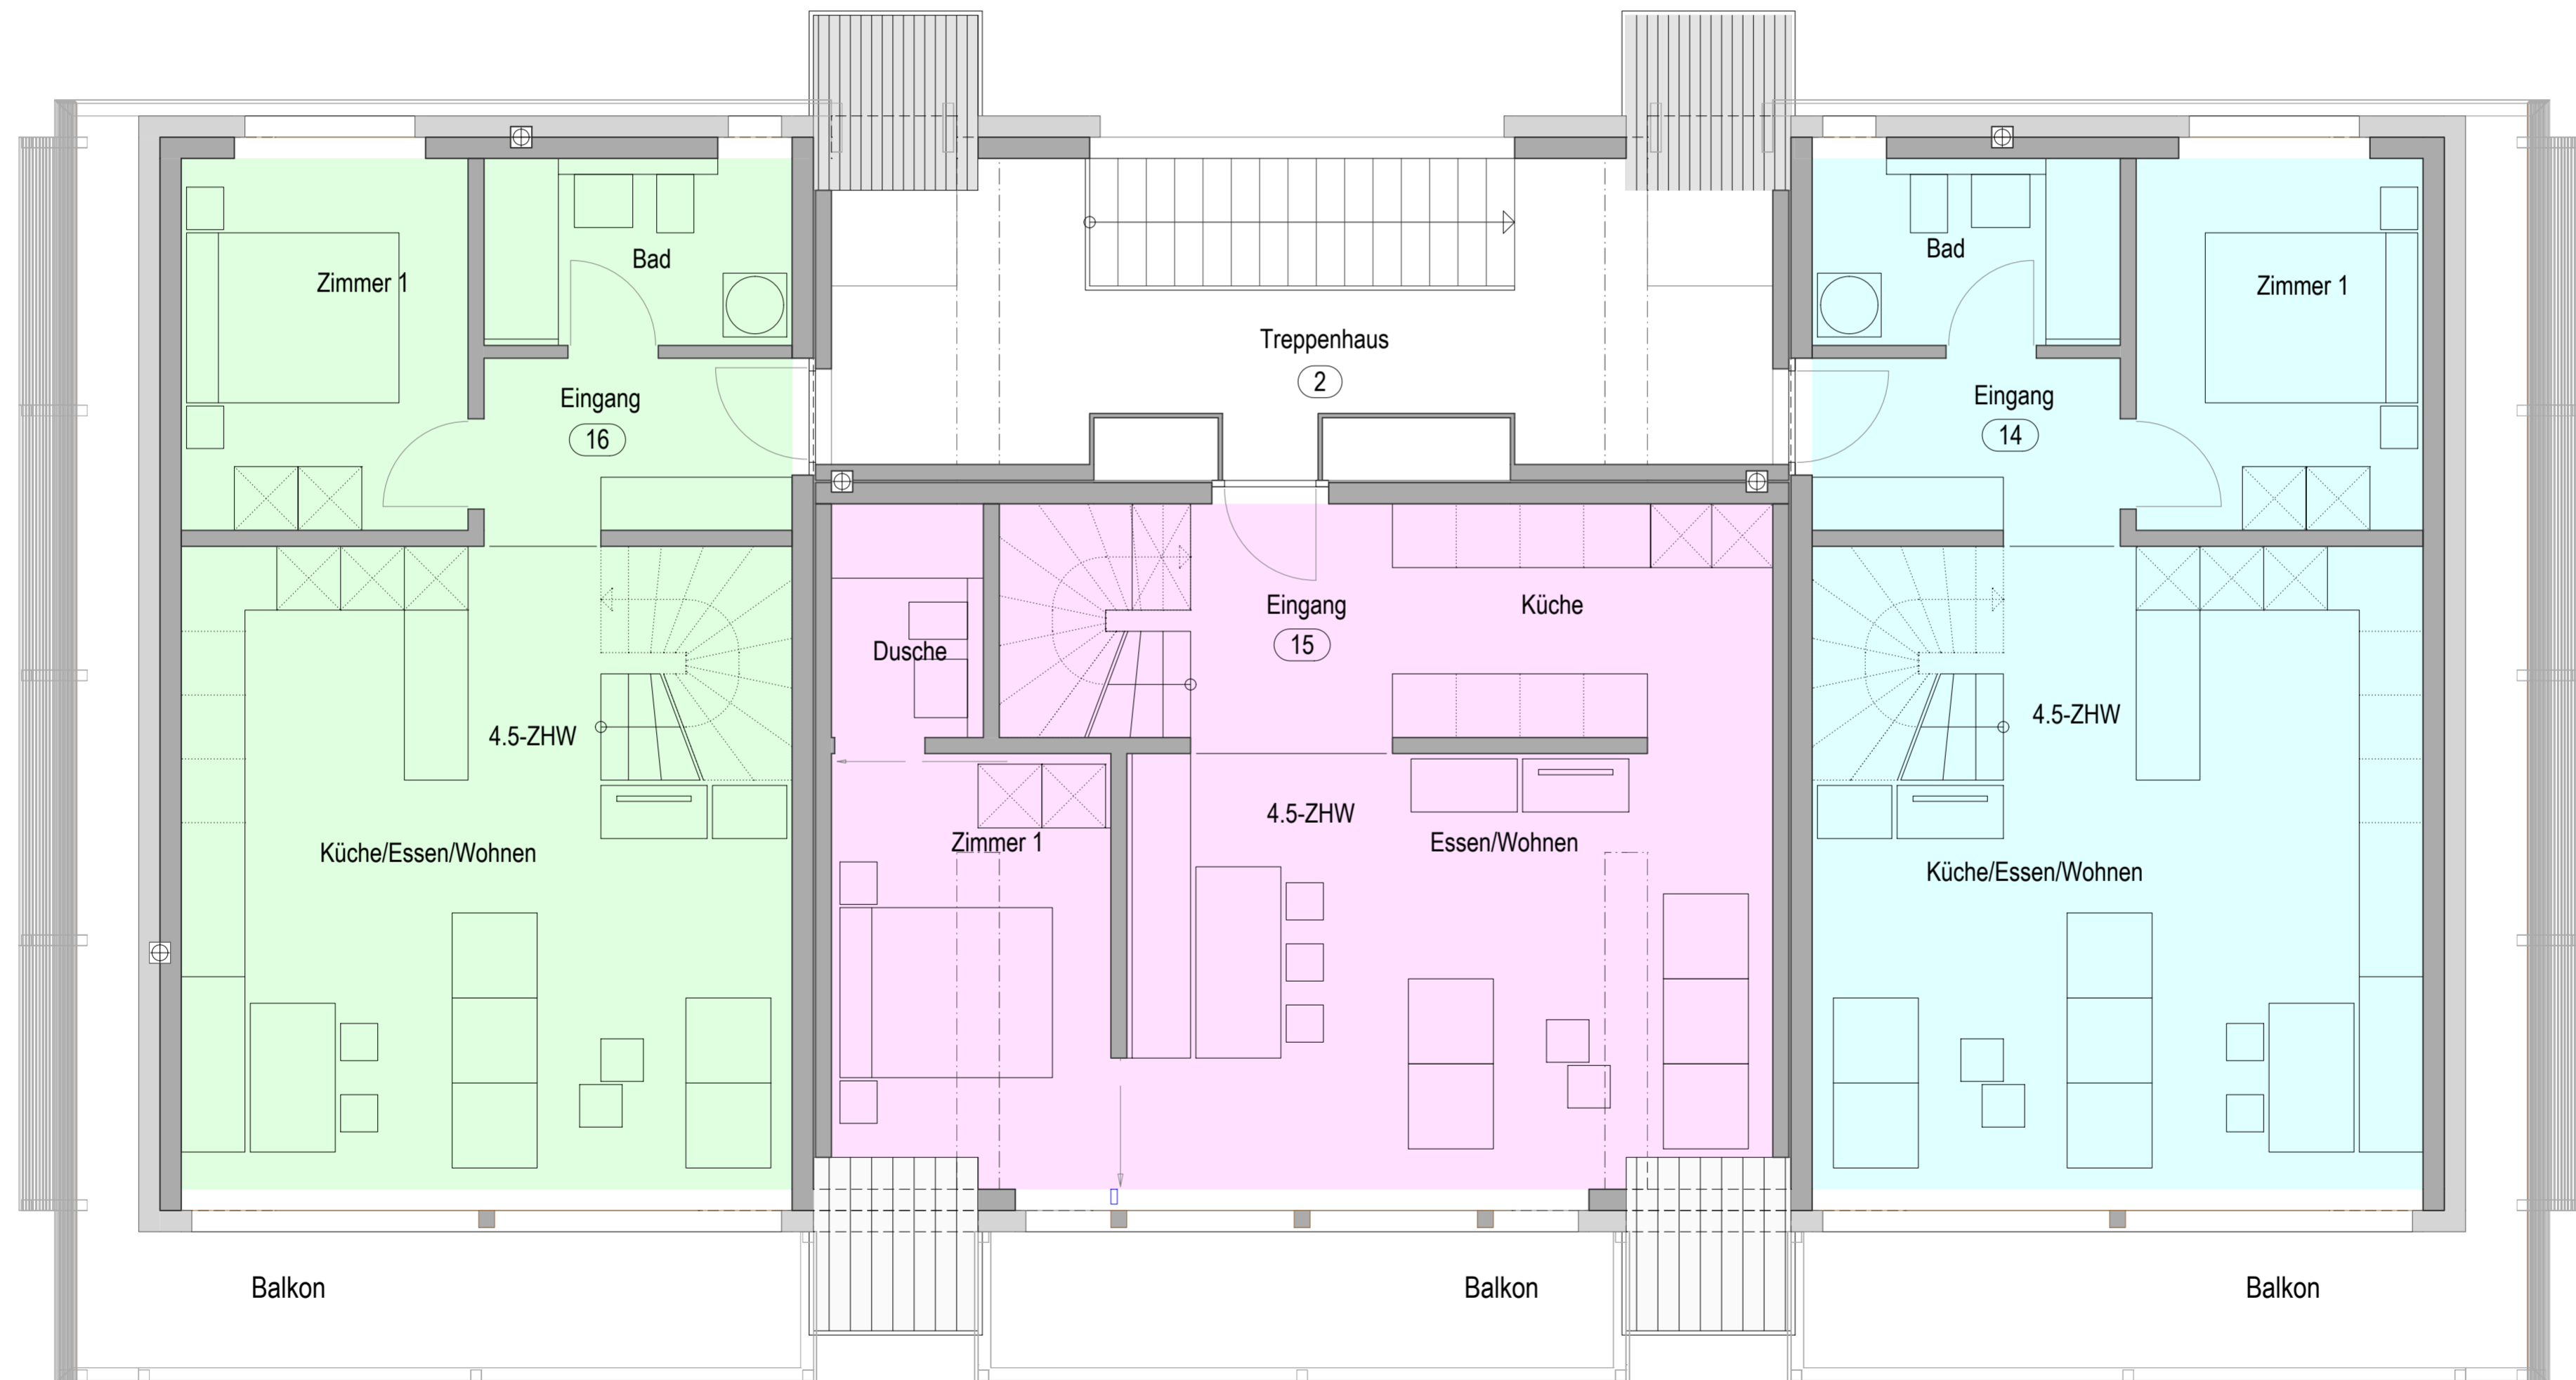 Zimmer 1
Bad
Eingang
16
4.5-ZHW
Küche/Essen/Wohnen
Balkon
Treppenhaus
2
Eingang
15
Küche
Dusche
4.5-ZHW
Zimmer 1
Essen/Wohnen
Balkon
Bad
Zimmer 1
Eingang
14
4.5-ZHW
Küche/Essen/Wohnen
Balkon